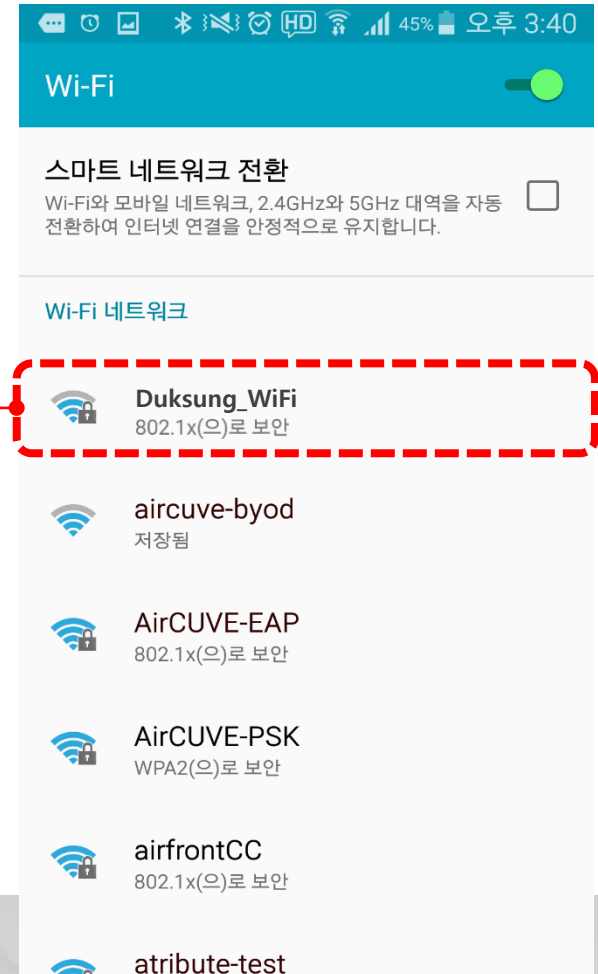 HD 45% 오후 3:40
Wi-Fi
스마트 네트워크 전환
Wi-Fi와 모바일 네트워크, 2.4GHz와 5GHz 대역을 자동
전환하여 인터넷 연결을 안정적으로 유지합니다.
Wi-Fi 네트워크
Duksung_WiFi
802.1x(으)로 보안
aircuve-byod
저장됨
AirCUVE-EAP
802.1x(으)로 보안
AirCUVE-PSK
WPA2(으)로 보안
airfrontCC
802.1x(으)로 보안
atribute-test